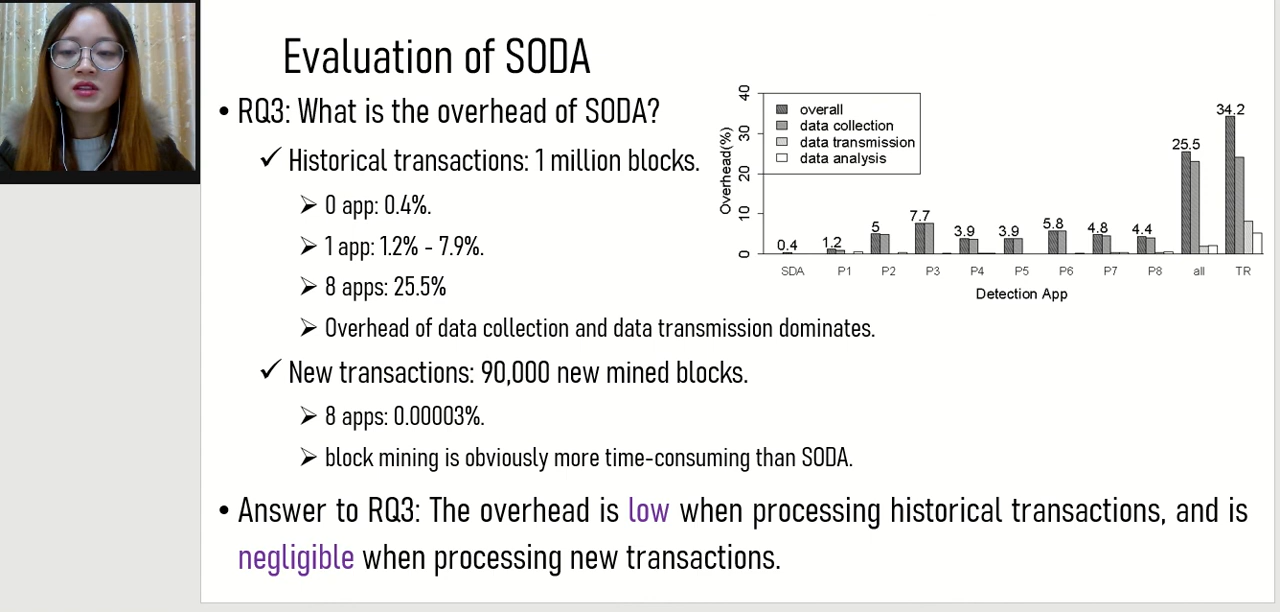 Evaluation of SODA
• RQ3: What is the overhead of SODA?
✓ Historical transactions: 1 million blocks.
➢ 0 app: 0.4%.
➢ 1 app: 1.2% - 7.9%.
➢ 8 apps: 25.5%
➢ Overhead of data collection and data transmission dominates.
✓ New transactions: 90,000 new mined blocks.
➢ 8 apps: 0.00003%.
➢ block mining is obviously more time-consuming than SODA.
• Answer to RQ3: The overhead is low when processing historical transactions, and is
negligible when processing new transactions.
Overhead(%)
40
30
20
10
0
overall
data collection
data transmission
data analysis
0.4 1.2 5 7.7 3.9 3.9 5.8 4.8 4.4 25.5 34.2
SDA P1 P2 P3 P4 P5 P6 P7 P8 all TR
Detection App